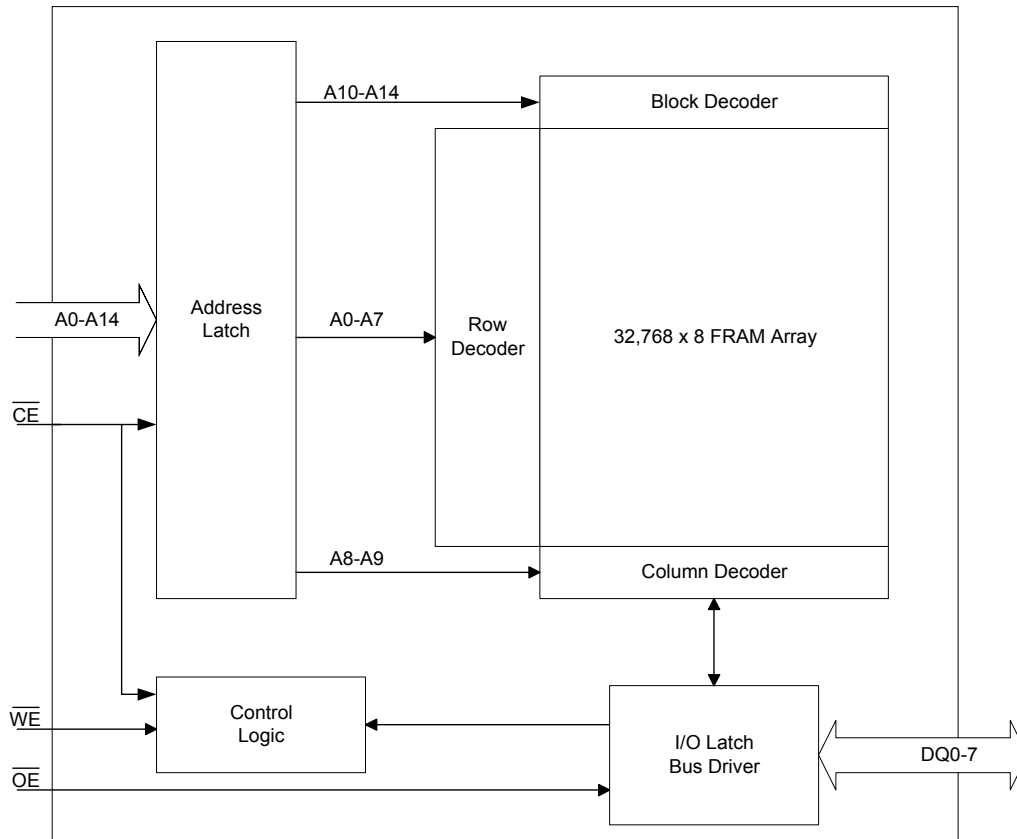 A10-A14
Block Decoder
A0-A14
Address
Latch
A0-A7
Row
Decoder
32,768 x 8 FRAM Array
CE
A8-A9
Column Decoder
WE
Control
Logic
I/O Latch
Bus Driver
DQ0-7
OE